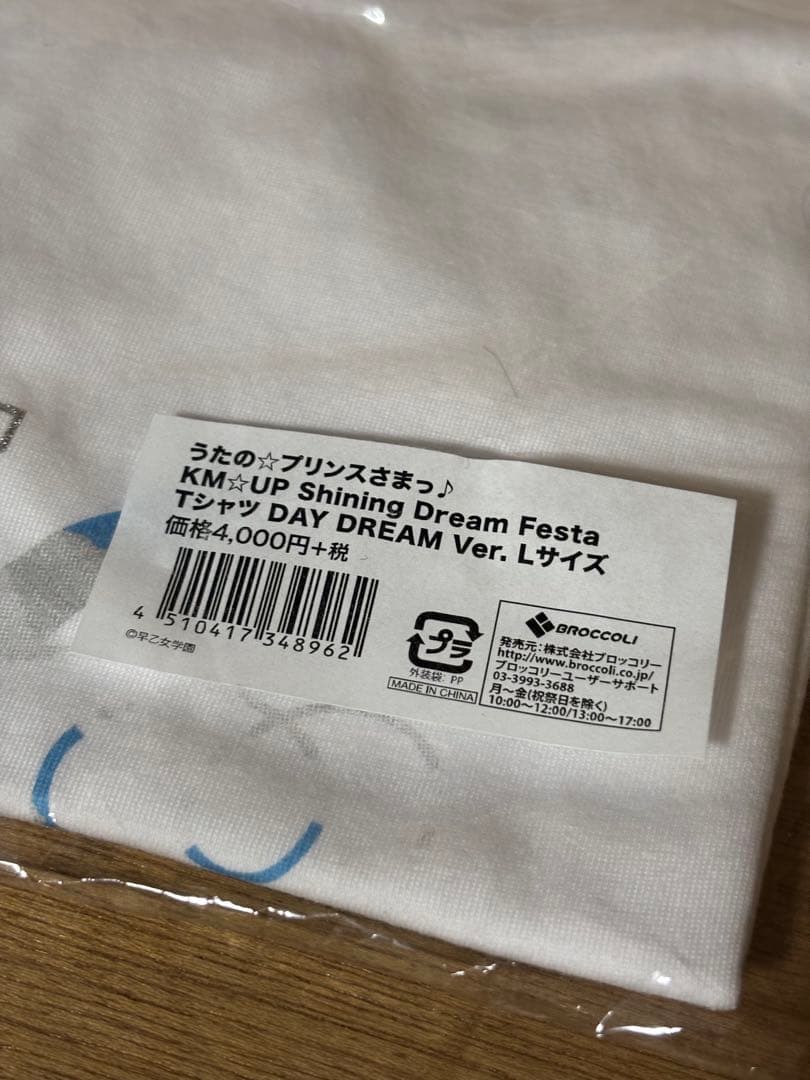 うたの☆プリンスさまっ♪
KM☆UP Shining Dream Festa
Tシャツ DAY DREAM Ver. Lサイズ
価格4,000円+税
4 510417 348962
©早乙女学園
プラ
外装袋: PP
MADE IN CHINA
BROCCOLI
発売元:株式会社ブロッコリー
http://www.broccoli.co.jp/
ブロッコリーユーザーサポート
03-3993-3688
月〜金(祝祭日を除く)
10:00〜12:00/13:00〜17:00